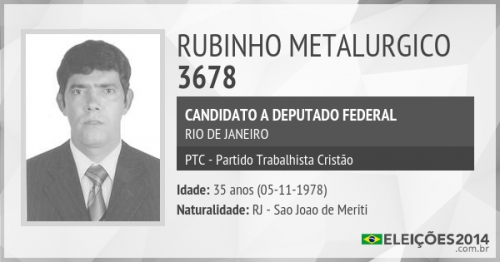 RUBINHO METALURGICO
3678
CANDIDATO A DEPUTADO FEDERAL
RIO DE JANEIRO
PTC - Partido Trabalhista Cristão
Idade: 35 anos (05-11-1978)
Naturalidade: RJ - Sao Joao de Meriti
ELEIÇÕES2014
.com.br